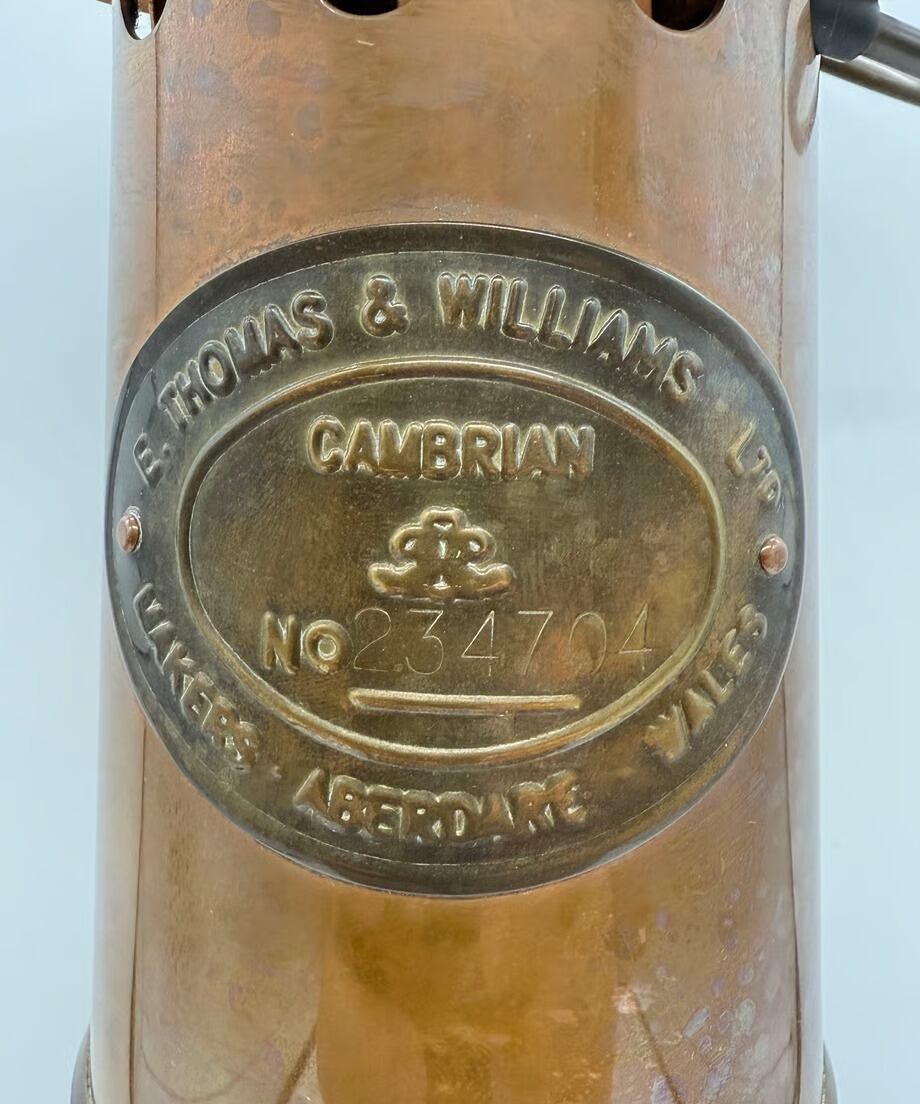 E. THOMAS & WILLIAMS LTD.
CAMBRIAN
NO 234704
MAKERS ABERDARE WALES